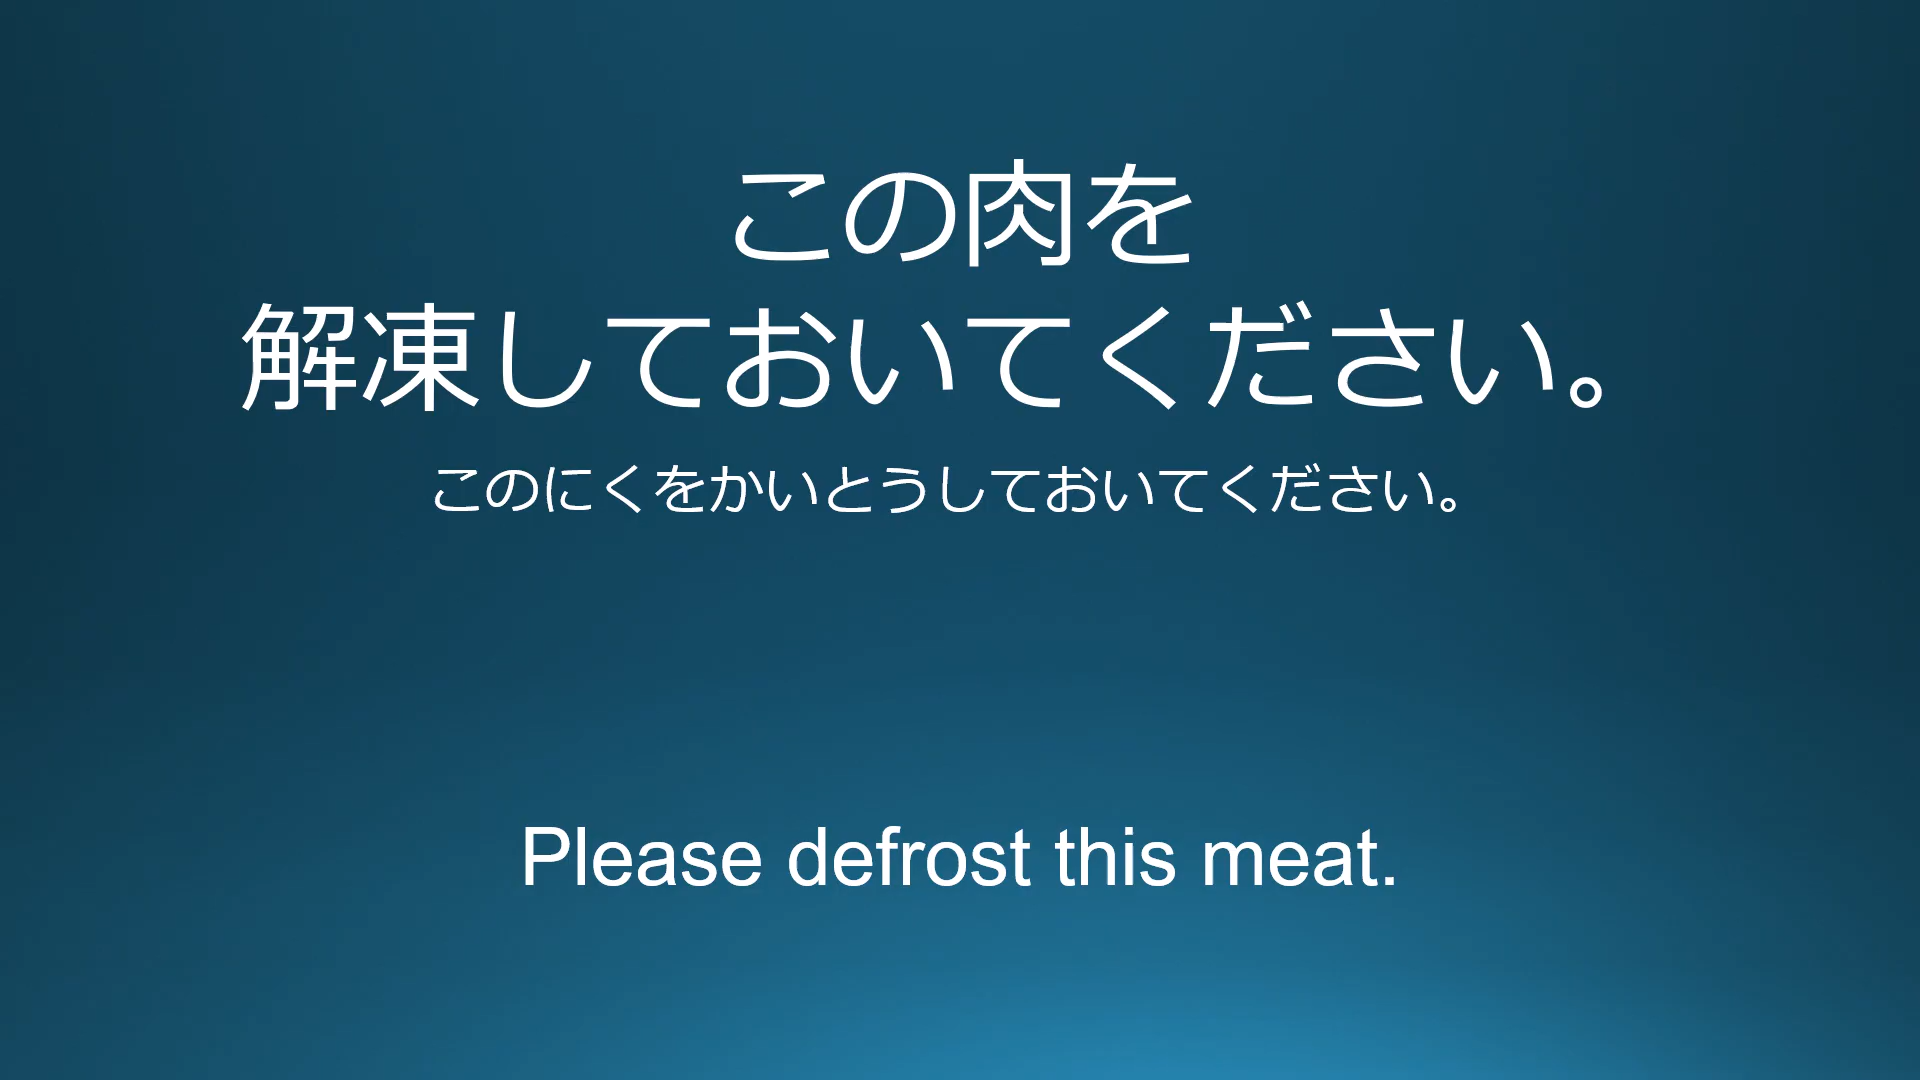 この肉を
解凍しておいてください。
このにくをかいとうしておいてください。
Please defrost this meat.